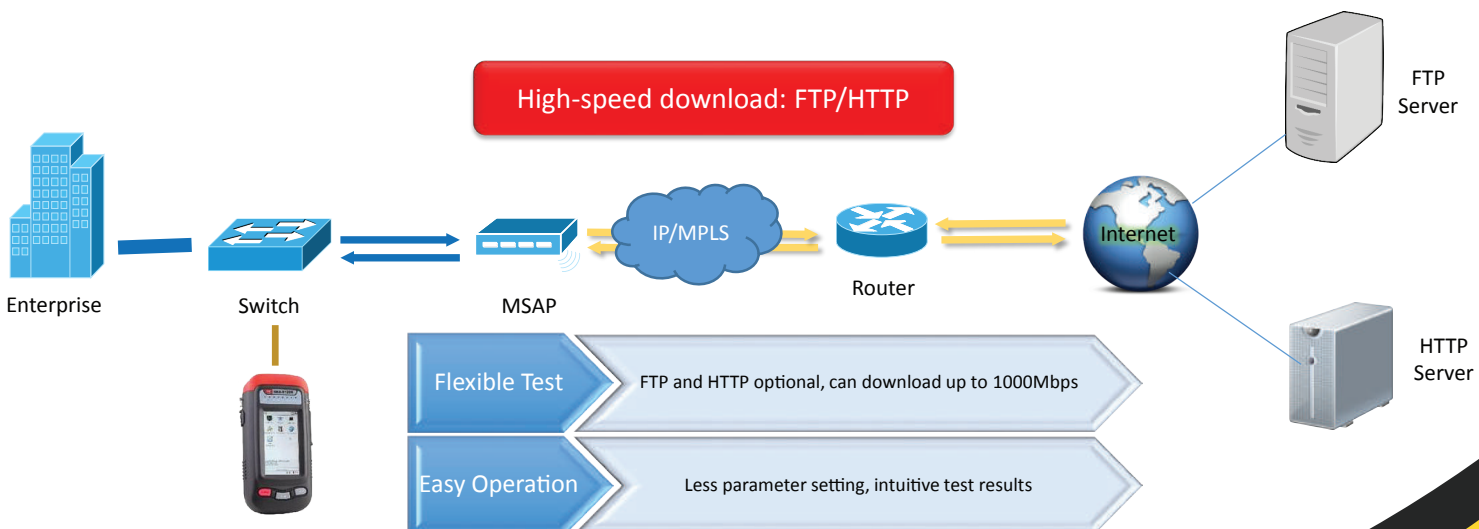 High-speed download: FTP/HTTP
FTP
Server
IP/MPLS
Internet
Enterprise
Switch
MSAP
Router
HTTP
Server
Flexible Test
FTP and HTTP optional, can download up to 1000Mbps
Easy Operation
Less parameter setting, intuitive test results